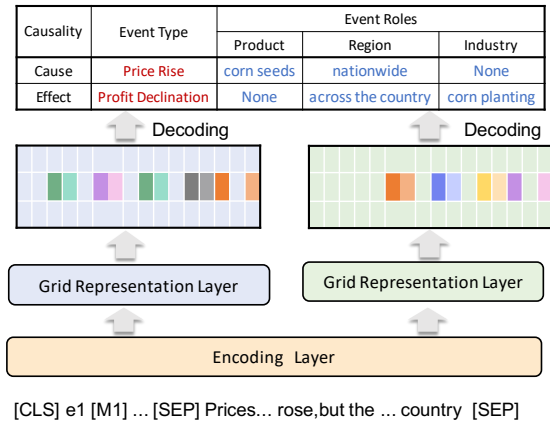 Causality Event Type Event Roles
Product Region Industry
Cause Price Rise corn seeds nationwide None
Effect Profit Declination None across the country corn planting
Decoding Decoding
Grid Representation Layer Grid Representation Layer
Encoding Layer
[CLS] e1 [M1] ... [SEP] Prices... rose,but the ... country [SEP]